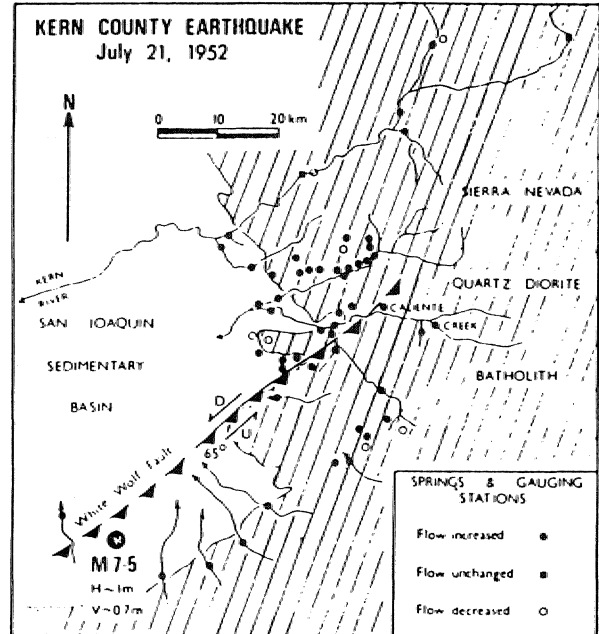 KERN COUNTY EARTHQUAKE
July 21, 1952
N
0 10 20 km
SIERRA NEVADA
KERN
RIVER
QUARTZ DIORITE
CALIENTE
SAN JOAQUIN
CREEK
SEDIMENTARY
BATHOLITH
BASIN
D
U
65°
White Wolf Fault
M 7·5
H ~ 1m
V ~ 0.7m
SPRINGS & GAUGING
STATIONS
Flow increased
Flow unchanged
Flow decreased